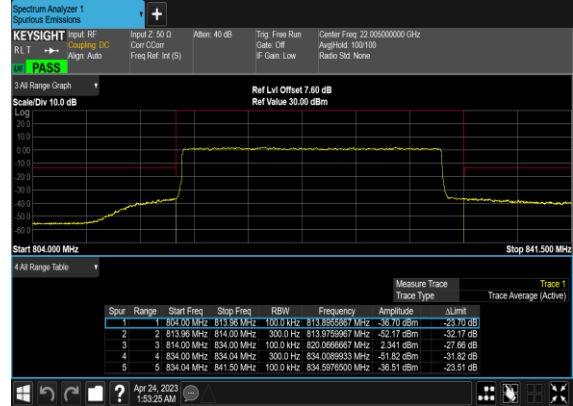 Spectrum Analyzer 1
Spurious Emissions
KEYSIGHT Input: RF Input Z: 50 Ω Atten: 40 dB Trig: Free Run Center Freq: 22.005000000 GHz
R L T Coupling: DC Corr CCorr Gate: Off Avg|Hold: 100/100
Align: Auto Freq Ref: Int (S) IF Gain: Low Radio Std: None
PASS
3 All Range Graph
Ref Lvl Offset 7.60 dB
Scale/Div 10.0 dB Ref Value 30.00 dBm
Log
20.0
10.0
0.0
-10.0
-20.0
-30.0
-40.0
-50.0
-60.0
Start 804.000 MHz Stop 841.500 MHz
4 All Range Table
Measure Trace Trace 1
Trace Type Trace Average (Active)
Spur Range Start Freq Stop Freq RBW Frequency Amplitude ΔLimit
1 1 804.00 MHz 813.96 MHz 100.0 kHz 813.8955667 MHz -36.70 dBm -23.70 dB
2 2 813.96 MHz 814.00 MHz 300.0 Hz 813.9759967 MHz -52.17 dBm -32.17 dB
3 3 814.00 MHz 834.00 MHz 100.0 kHz 820.0666667 MHz 2.341 dBm -27.66 dB
4 4 834.00 MHz 834.04 MHz 300.0 Hz 834.0089933 MHz -51.82 dBm -31.82 dB
5 5 834.04 MHz 841.50 MHz 100.0 kHz 834.5976500 MHz -36.51 dBm -23.51 dB
Apr 24, 2023
1:53:25 AM